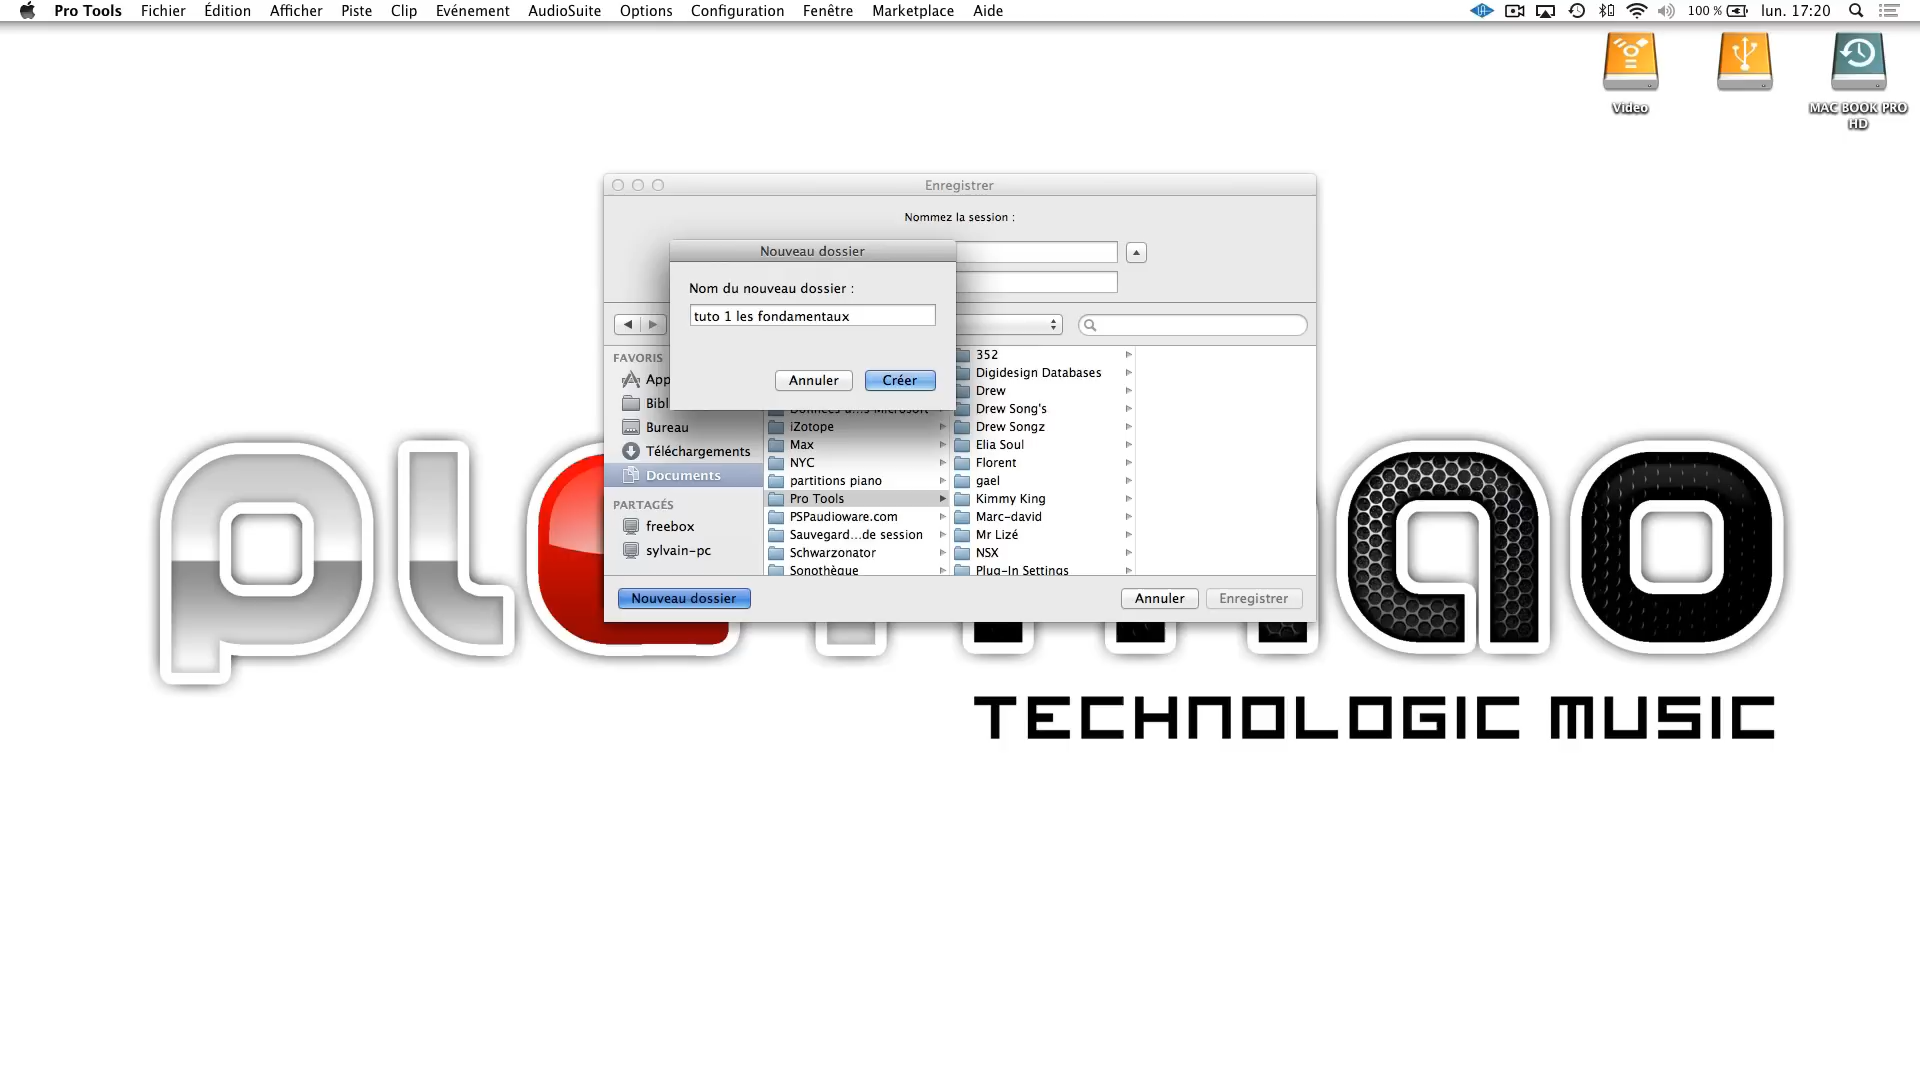 Pro Tools Fichier Édition Afficher Piste Clip Evénement AudioSuite Options Configuration Fenêtre Marketplace Aide 100 % lun. 17:20
Video
MAC BOOK PRO
HD
Enregistrer
Nommez la session :
Nouveau dossier
Nom du nouveau dossier :
tuto 1 les fondamentaux
Annuler Créer
FAVORIS
App
Bibl
Bureau
Téléchargements
Documents
PARTAGÉS
freebox
sylvain-pc
Données u...s Microsoft
iZotope
Max
NYC
partitions piano
Pro Tools
PSPaudioware.com
Sauvegard...de session
Schwarzonator
Sonothèque
352
Digidesign Databases
Drew
Drew Song's
Drew Songz
Elia Soul
Florent
gael
Kimmy King
Marc-david
Mr Lizé
NSX
Plug-In Settings
Nouveau dossier Annuler Enregistrer
TECHNOLOGIC MUSIC